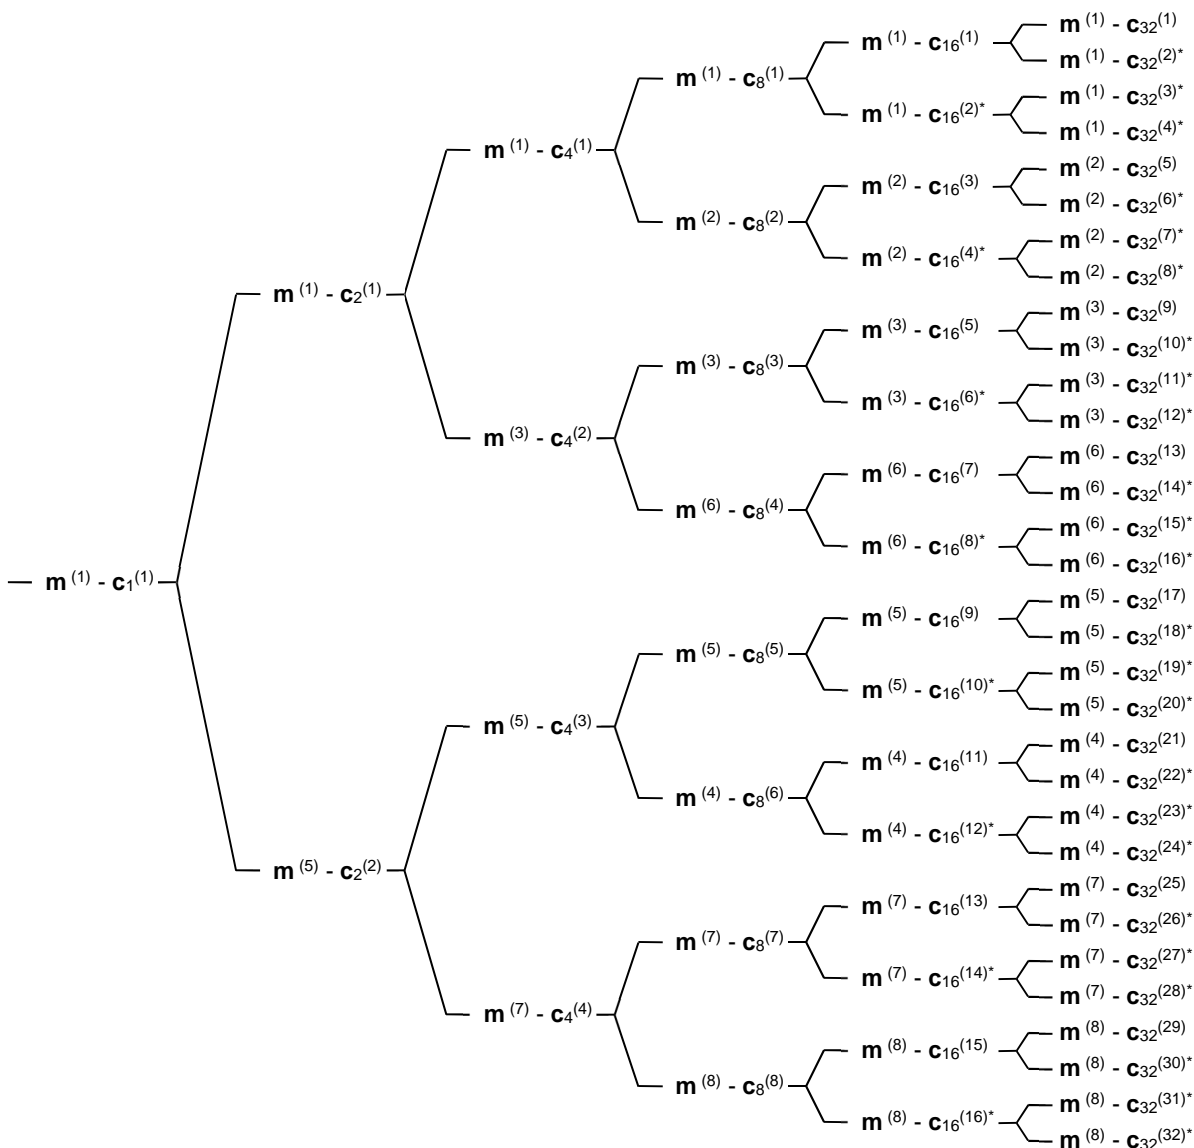 m (1) - c1(1)
m (1) - c2(1)
m (5) - c2(2)
m (1) - c4(1)
m (3) - c4(2)
m (5) - c4(3)
m (7) - c4(4)
m (1) - c8(1)
m (2) - c8(2)
m (3) - c8(3)
m (6) - c8(4)
m (5) - c8(5)
m (4) - c8(6)
m (7) - c8(7)
m (8) - c8(8)
m (1) - c16(1)
m (1) - c16(2)*
m (2) - c16(3)
m (2) - c16(4)*
m (3) - c16(5)
m (3) - c16(6)*
m (6) - c16(7)
m (6) - c16(8)*
m (5) - c16(9)
m (5) - c16(10)*
m (4) - c16(11)
m (4) - c16(12)*
m (7) - c16(13)
m (7) - c16(14)*
m (8) - c16(15)
m (8) - c16(16)*
m (1) - c32(1)
m (1) - c32(2)*
m (1) - c32(3)*
m (1) - c32(4)*
m (2) - c32(5)
m (2) - c32(6)*
m (2) - c32(7)*
m (2) - c32(8)*
m (3) - c32(9)
m (3) - c32(10)*
m (3) - c32(11)*
m (3) - c32(12)*
m (6) - c32(13)
m (6) - c32(14)*
m (6) - c32(15)*
m (6) - c32(16)*
m (5) - c32(17)
m (5) - c32(18)*
m (5) - c32(19)*
m (5) - c32(20)*
m (4) - c32(21)
m (4) - c32(22)*
m (4) - c32(23)*
m (4) - c32(24)*
m (7) - c32(25)
m (7) - c32(26)*
m (7) - c32(27)*
m (7) - c32(28)*
m (8) - c32(29)
m (8) - c32(30)*
m (8) - c32(31)*
m (8) - c32(32)*